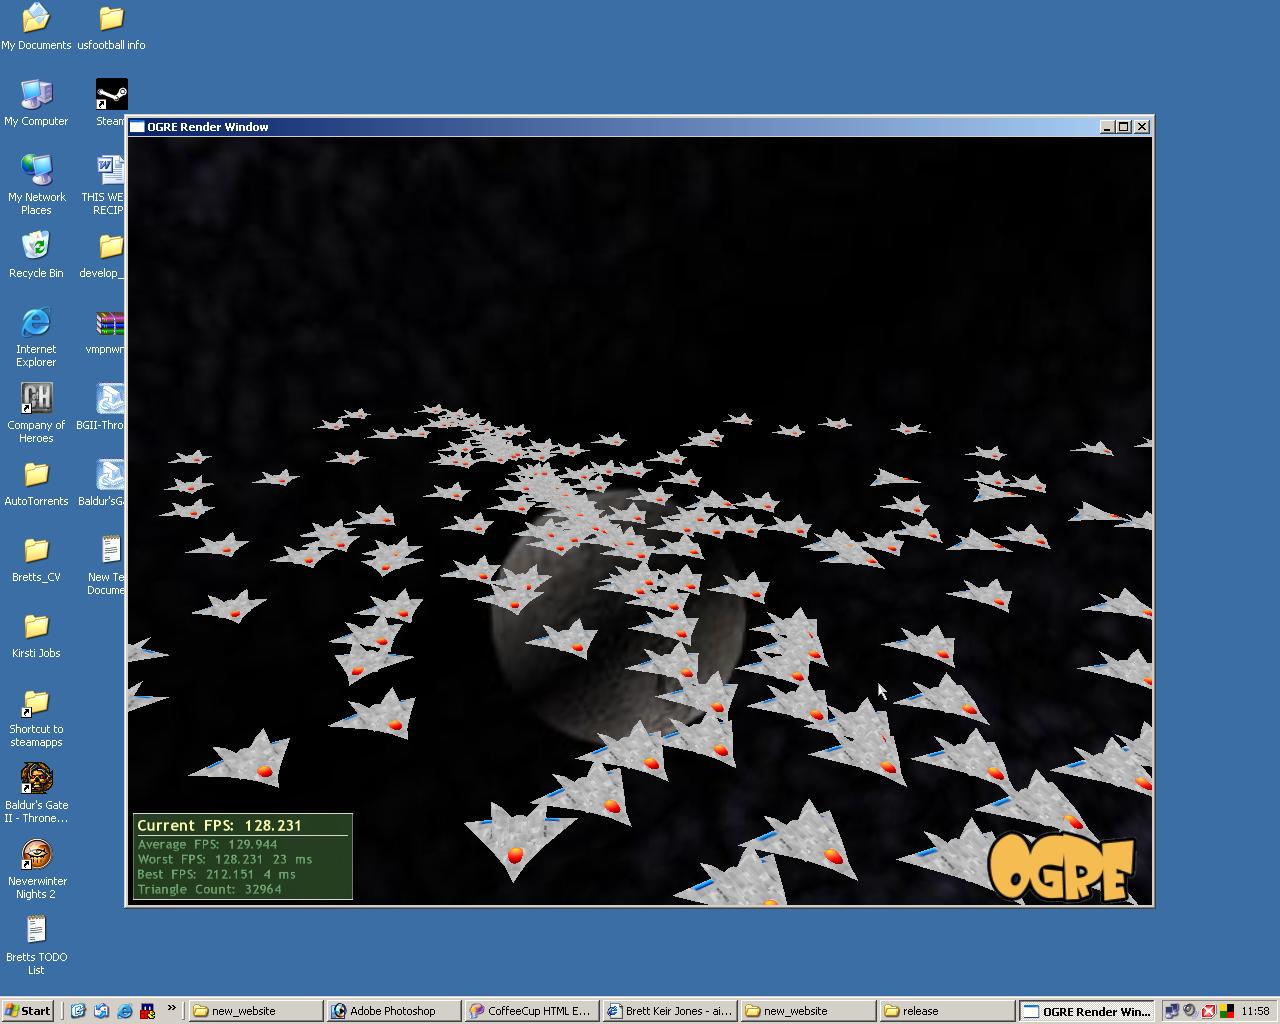 My Documents
usfootball info
My Computer
Steam
My Network
Places
THIS WE
RECIP
Recycle Bin
develop_
Internet
Explorer
vmpnwn
Company of
Heroes
BGII-Thro
AutoTorrents
Baldur'sGa
Bretts_CV
New Te
Docume
Kirsti Jobs
Shortcut to
steamapps
Baldur's Gate
II - Throne...
Neverwinter
Nights 2
Bretts TODO
List
OGRE Render Window
Current FPS: 128.231
Average FPS: 129.944
Worst FPS: 128.231 23 ms
Best FPS: 212.151 4 ms
Triangle Count: 32964
OGRE
Start
»
new_website
Adobe Photoshop
CoffeeCup HTML E...
Brett Keir Jones - ai...
new_website
release
OGRE Render Win...
11:58